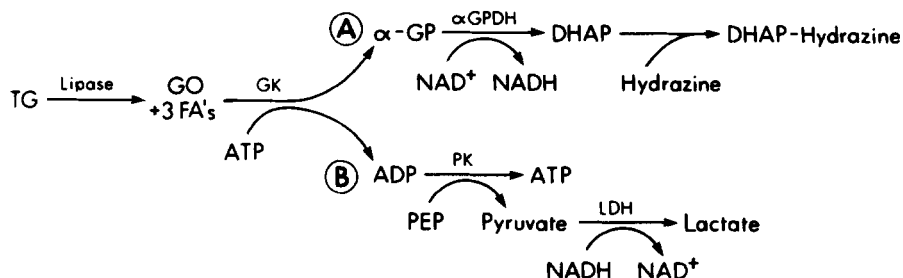 A α-GP αGPDH DHAP DHAP-Hydrazine
NAD+ NADH Hydrazine
TG Lipase GO GK
+3 FA's
ATP
B ADP PK ATP
PEP Pyruvate LDH Lactate
NADH NAD+